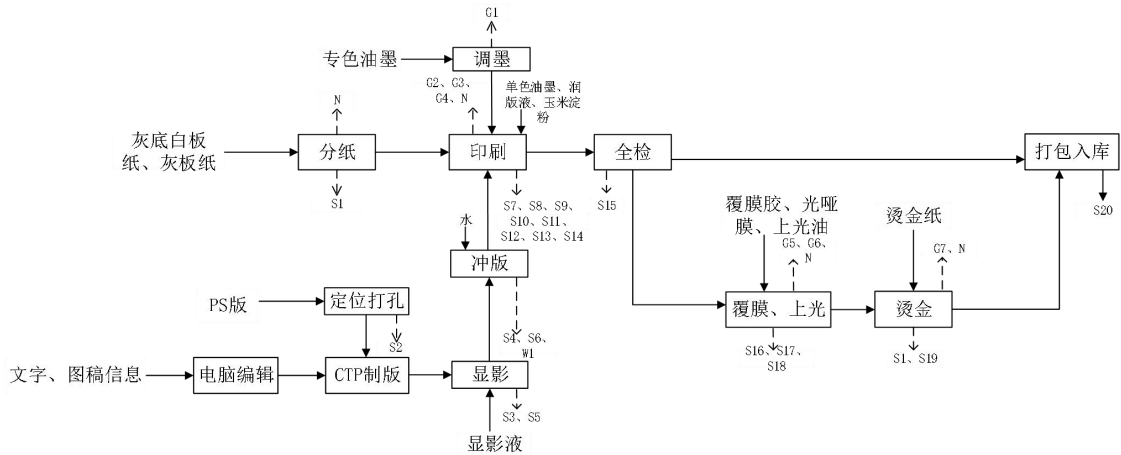 G1
专色油墨
调墨
G2、G3、
G4、N
单色油墨、润
版液、玉米淀
粉
N
灰底白板
纸、灰板纸
分纸
印刷
全检
打包入库
S1
S7、S8、S9、
S10、S11、
S12、S13、S14
S15
S20
水
冲版
覆膜胶、光哑
膜、上光油
G5、G6、
N
烫金纸
G7、N
PS版
定位打孔
S2
S4、S6、
W1
覆膜、上光
烫金
S16、S17、
S18
S1、S19
文字、图稿信息
电脑编辑
CTP制版
显影
S3、S5
显影液